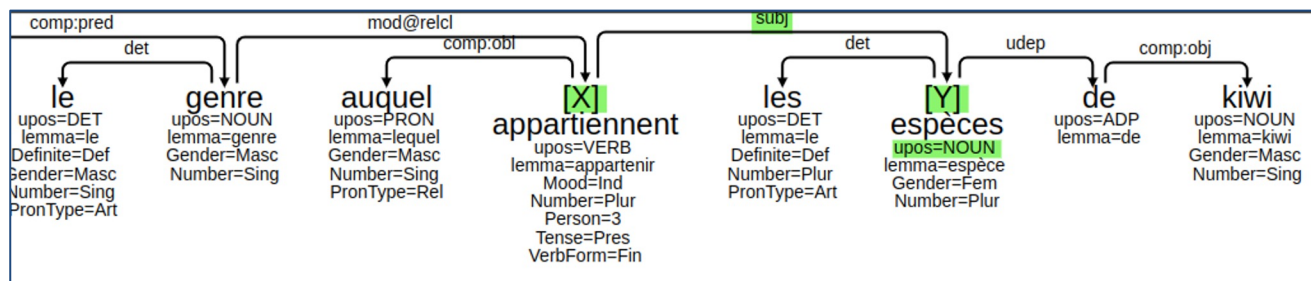 comp:pred mod@relcl subj
det comp:obl det udep comp:obj
le genre auquel [X] les [Y] de kiwi
appartiennent espèces
upos=DET upos=NOUN upos=PRON upos=VERB upos=DET upos=NOUN upos=ADP upos=NOUN
lemma=le lemma=genre lemma=lequel lemma=appartenir lemma=le lemma=espèce lemma=de lemma=kiwi
Definite=Def Gender=Masc Gender=Masc Mood=Ind Definite=Def Gender=Fem Gender=Masc
Gender=Masc Number=Sing Number=Sing Number=Plur Number=Plur Number=Plur Number=Sing
Number=Sing PronType=Rel Person=3 PronType=Art
PronType=Art Tense=Pres
VerbForm=Fin